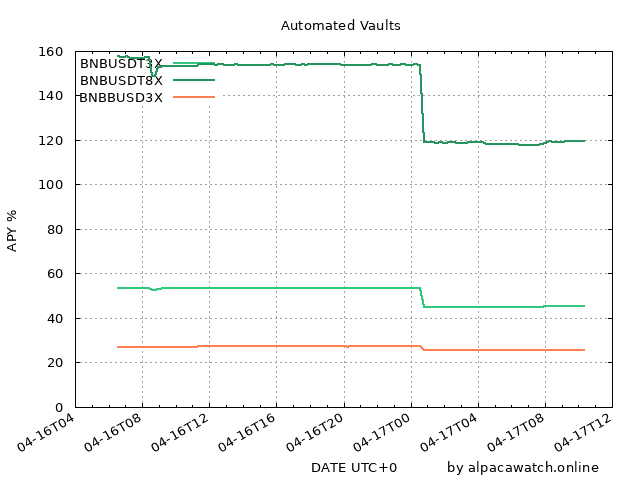 Automated Vaults
160
140
120
100
80
60
40
20
0
APY %
BNBUSDT3X
BNBUSDT8X
BNBBUSD3X
04-16T04
04-16T08
04-16T12
04-16T16
04-16T20
04-17T00
04-17T04
04-17T08
04-17T12
DATE UTC+0
by alpacawatch.online